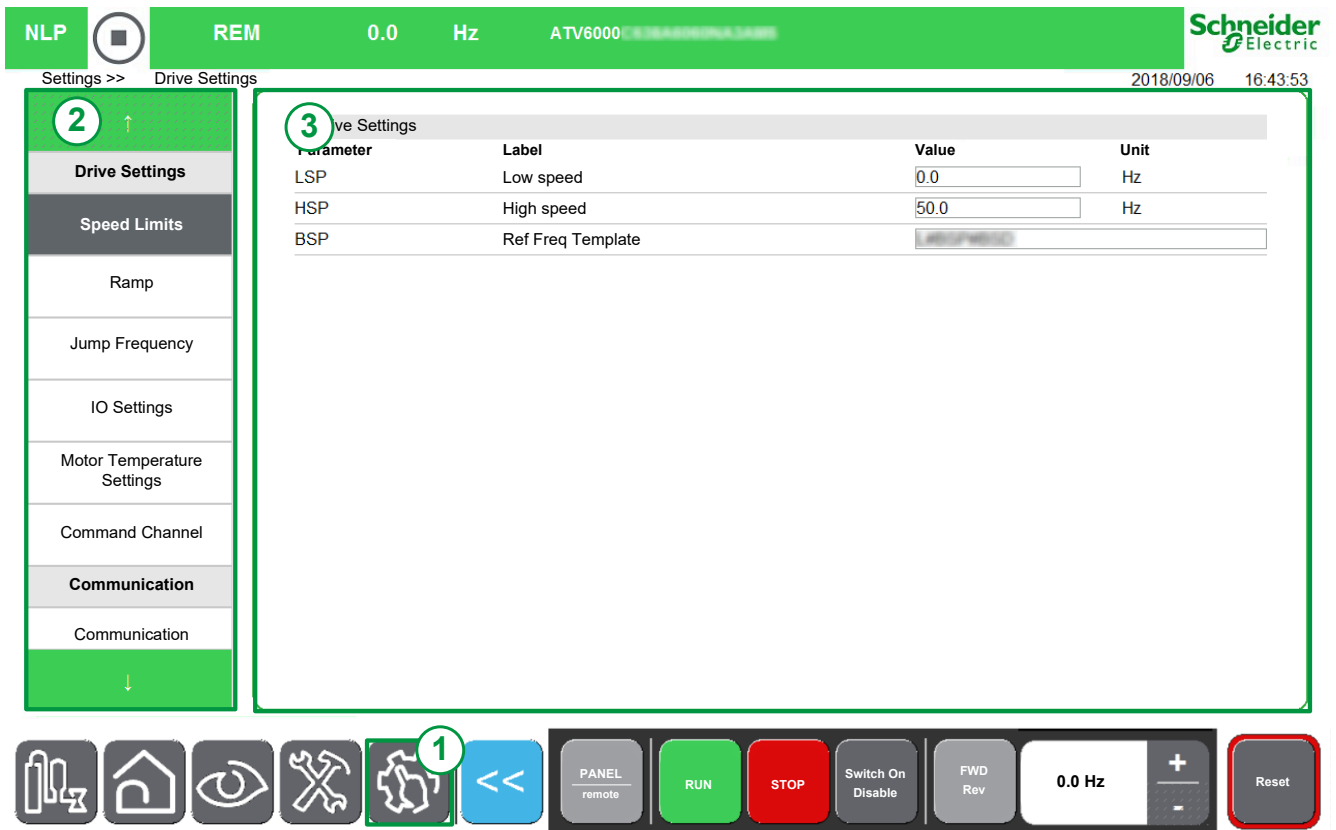 NLP REM 0.0 Hz ATV6000
Schneider
Electric
Settings >> Drive Settings 2018/09/06 16:43:53
2
↑
Drive Settings
Speed Limits
Ramp
Jump Frequency
IO Settings
Motor Temperature
Settings
Command Channel
Communication
Communication
↓
3 ve Settings
Parameter Label Value Unit
LSP Low speed 0.0 Hz
HSP High speed 50.0 Hz
BSP Ref Freq Template
1
<<
PANEL
remote
RUN
STOP
Switch On
Disable
FWD
Rev
0.0 Hz
+
-
Reset